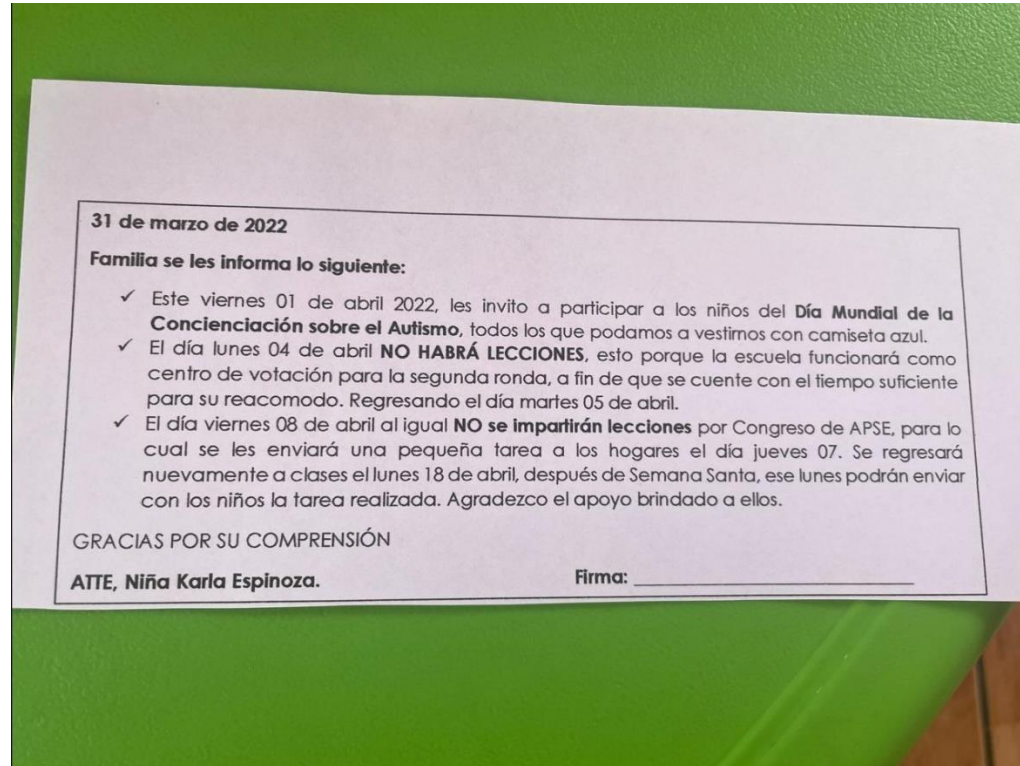 31 de marzo de 2022
Familia se les informa lo siguiente:
✓ Este viernes 01 de abril 2022, les invito a participar a los niños del Día Mundial de la
Concienciación sobre el Autismo, todos los que podamos a vestirnos con camiseta azul.
✓ El día lunes 04 de abril NO HABRÁ LECCIONES, esto porque la escuela funcionará como
centro de votación para la segunda ronda, a fin de que se cuente con el tiempo suficiente
para su reacomodo. Regresando el día martes 05 de abril.
✓ El día viernes 08 de abril al igual NO se impartirán lecciones por Congreso de APSE, para lo
cual se les enviará una pequeña tarea a los hogares el día jueves 07. Se regresará
nuevamente a clases el lunes 18 de abril, después de Semana Santa, ese lunes podrán enviar
con los niños la tarea realizada. Agradezco el apoyo brindado a ellos.
GRACIAS POR SU COMPRENSIÓN
ATTE, Niña Karla Espinoza. Firma: ____________________